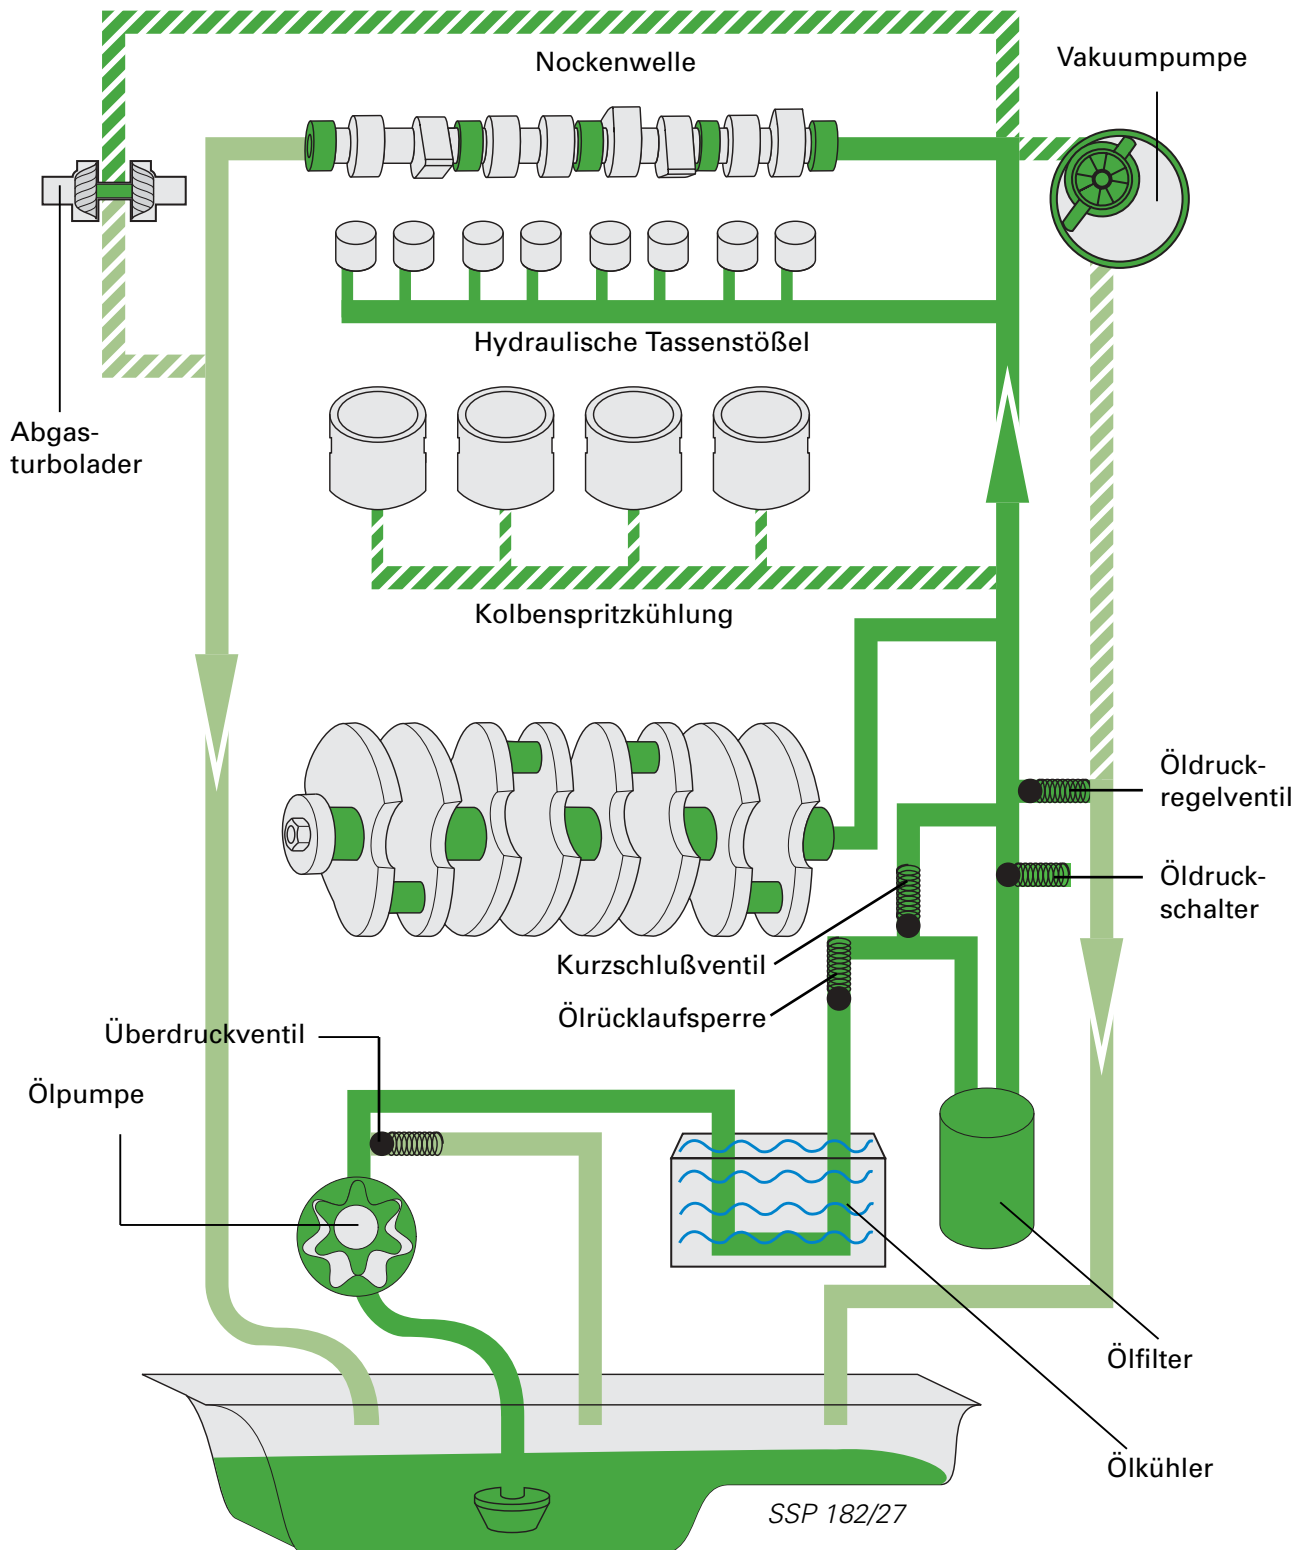 Nockenwelle
Vakuumpumpe
Hydraulische Tassenstößel
Abgas-
turbolader
Kolbenspritzkühlung
Öldruck-
regelventil
Öldruck-
schalter
Kurzschlußventil
Ölrücklaufsperre
Überdruckventil
Ölpumpe
Ölfilter
Ölkühler
SSP 182/27